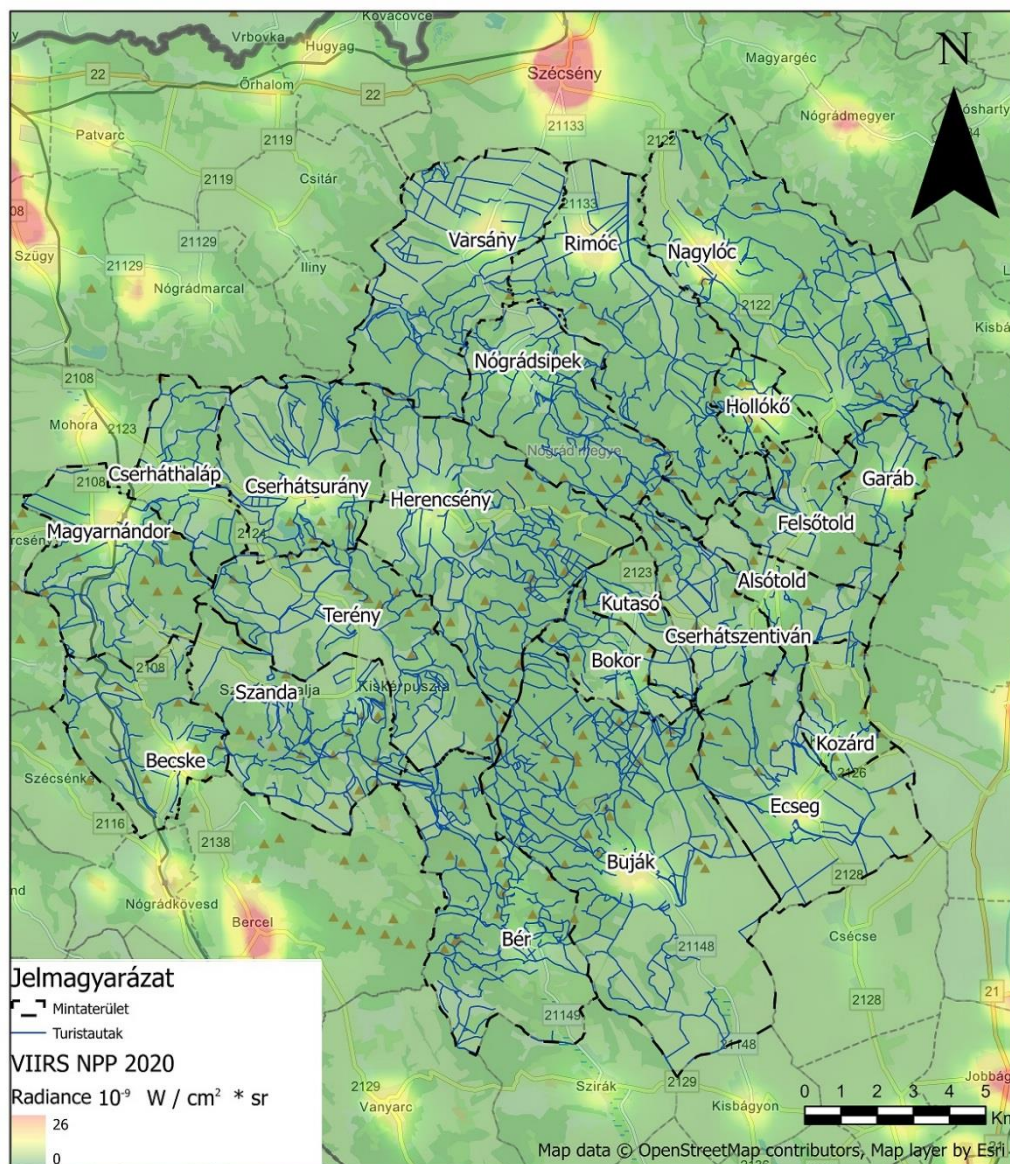 Kováčovce
Vrbovka
Hugyag
Szécsény
N
Magyargéc
22
Őrhalom
22
Nógrádmegyer
Patvarc
2119
21133
2122
2119
Csitár
21133
21129
Varsány
Rimóc
Nagylóc
Szügy
Iliny
21129
Nógrádmarcal
2122
Nógrádsipek
2108
Hollókő
Mohora
2123
Nógrád megye
Cserháthaláp
Garáb
2108
Cserhátsurány
Herencsény
Magyarnándor
Felsőtold
2124
2123
Alsótold
Terény
Kutasó
Cserhátszentiván
Bokor
2108
Szanda
Kiskérpuszta
Becske
Kozárd
2126
Ecseg
2116
2138
Buják
2128
Nógrádkövesd
Bercel
Csécse
Bér
21148
Jelmagyarázat
Mintaterület
Turistautak
VIIRS NPP 2020
Radiance 10⁻⁹ W / cm² * sr
26
0
21
2128
21149
21148
2129
2129
Szirák
Vanyarc
Kisbágyon
0 1 2 3 4 5
Km
Map data © OpenStreetMap contributors, Map layer by Esri